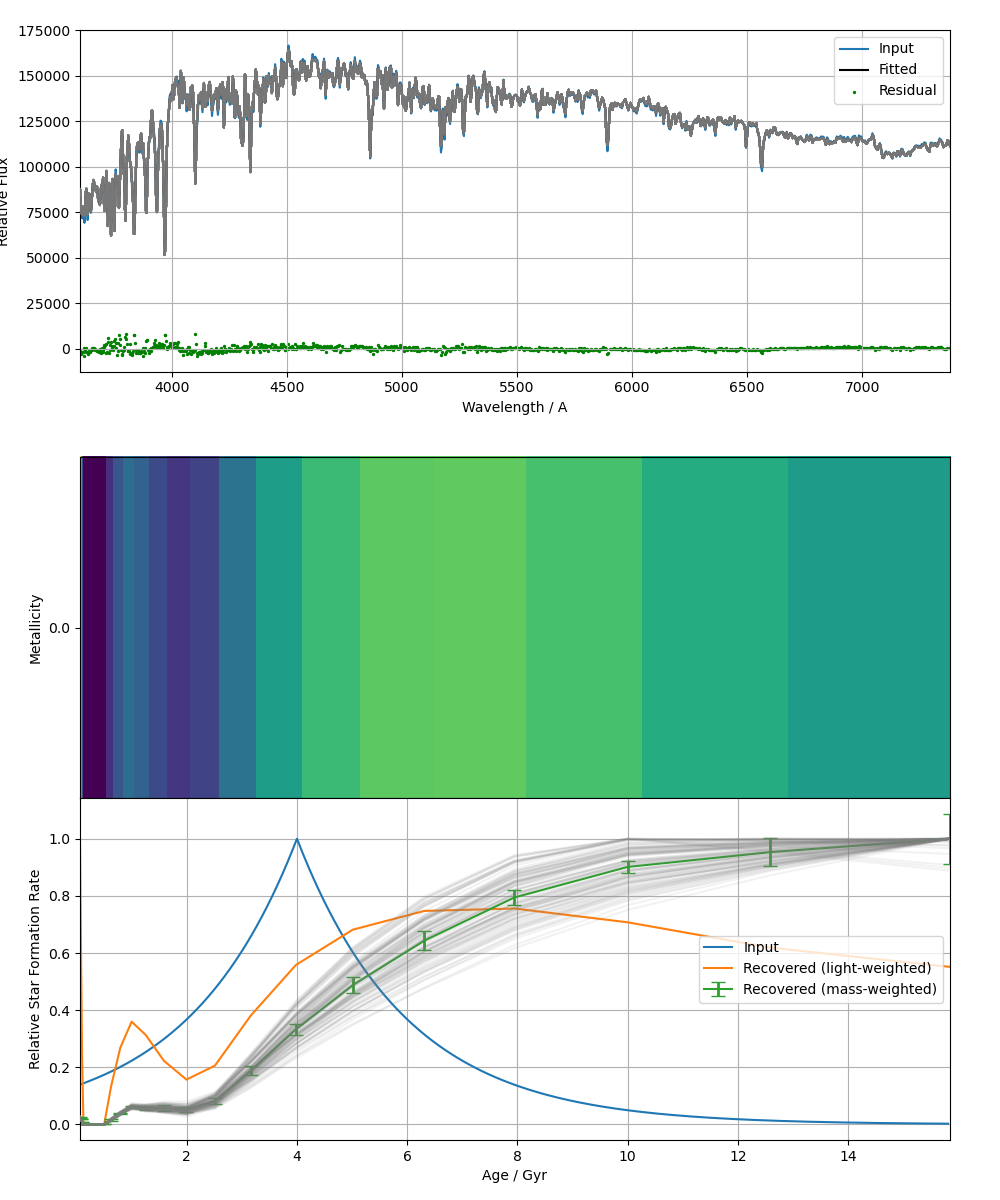 175000
150000
125000
100000
75000
50000
25000
0
Relative Flux
Input
Fitted
Residual
4000 4500 5000 5500 6000 6500 7000
Wavelength / A
0.0
Metallicity
1.0
0.8
0.6
0.4
0.2
0.0
Relative Star Formation Rate
Input
Recovered (light-weighted)
Recovered (mass-weighted)
2 4 6 8 10 12 14
Age / Gyr